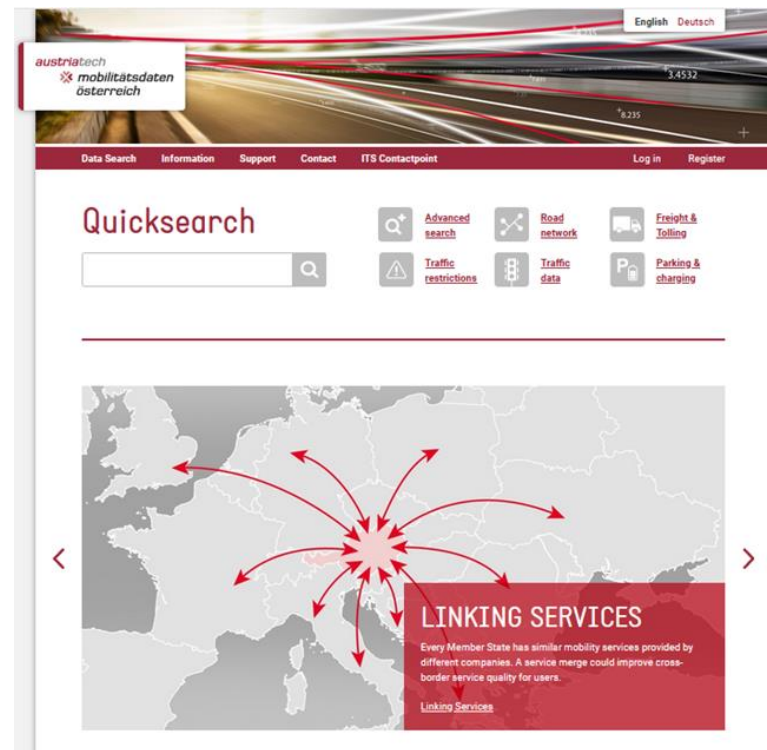 English Deutsch
austriatech
mobilitätsdaten
österreich
3.4532
8.235
Data Search Information Support Contact ITS Contactpoint Log in Register
Quicksearch
Advanced
search
Road
network
Freight &
Tolling
Traffic
restrictions
Traffic
data
P
Parking &
charging
LINKING SERVICES
Every Member State has similar mobility services provided by
different companies. A service merge could improve cross-
border service quality for users.
Linking Services